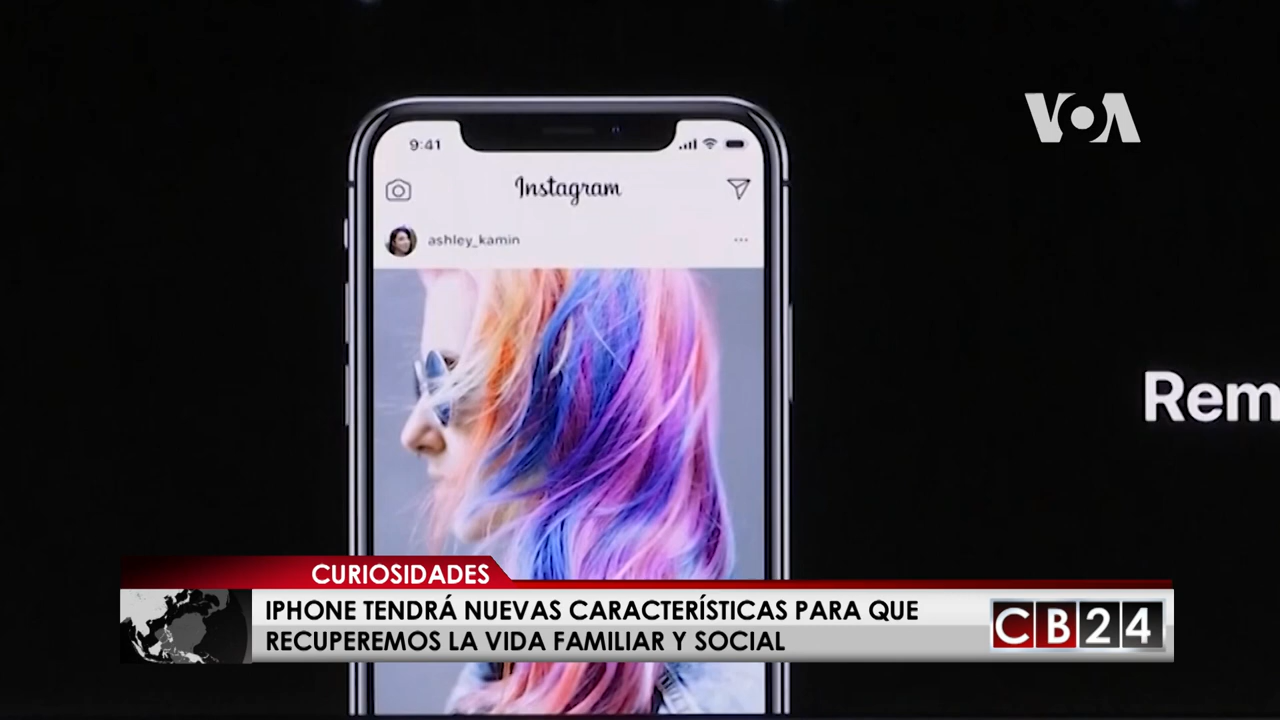 VOA
9:41
Instagram
ashley_kamin
Rem
CURIOSIDADES
IPHONE TENDRÁ NUEVAS CARACTERÍSTICAS PARA QUE
RECUPEREMOS LA VIDA FAMILIAR Y SOCIAL
CB24